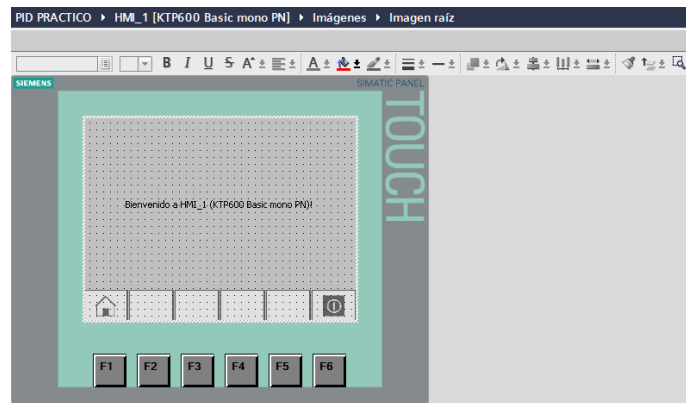 PID PRACTICO ▸ HMI_1 [KTP600 Basic mono PN] ▸ Imágenes ▸ Imagen raíz
B I U S A A
SIEMENS
SIMATIC PANEL
TOUCH
Bienvenido a HMI_1 (KTP600 Basic mono PN)!
F1 F2 F3 F4 F5 F6